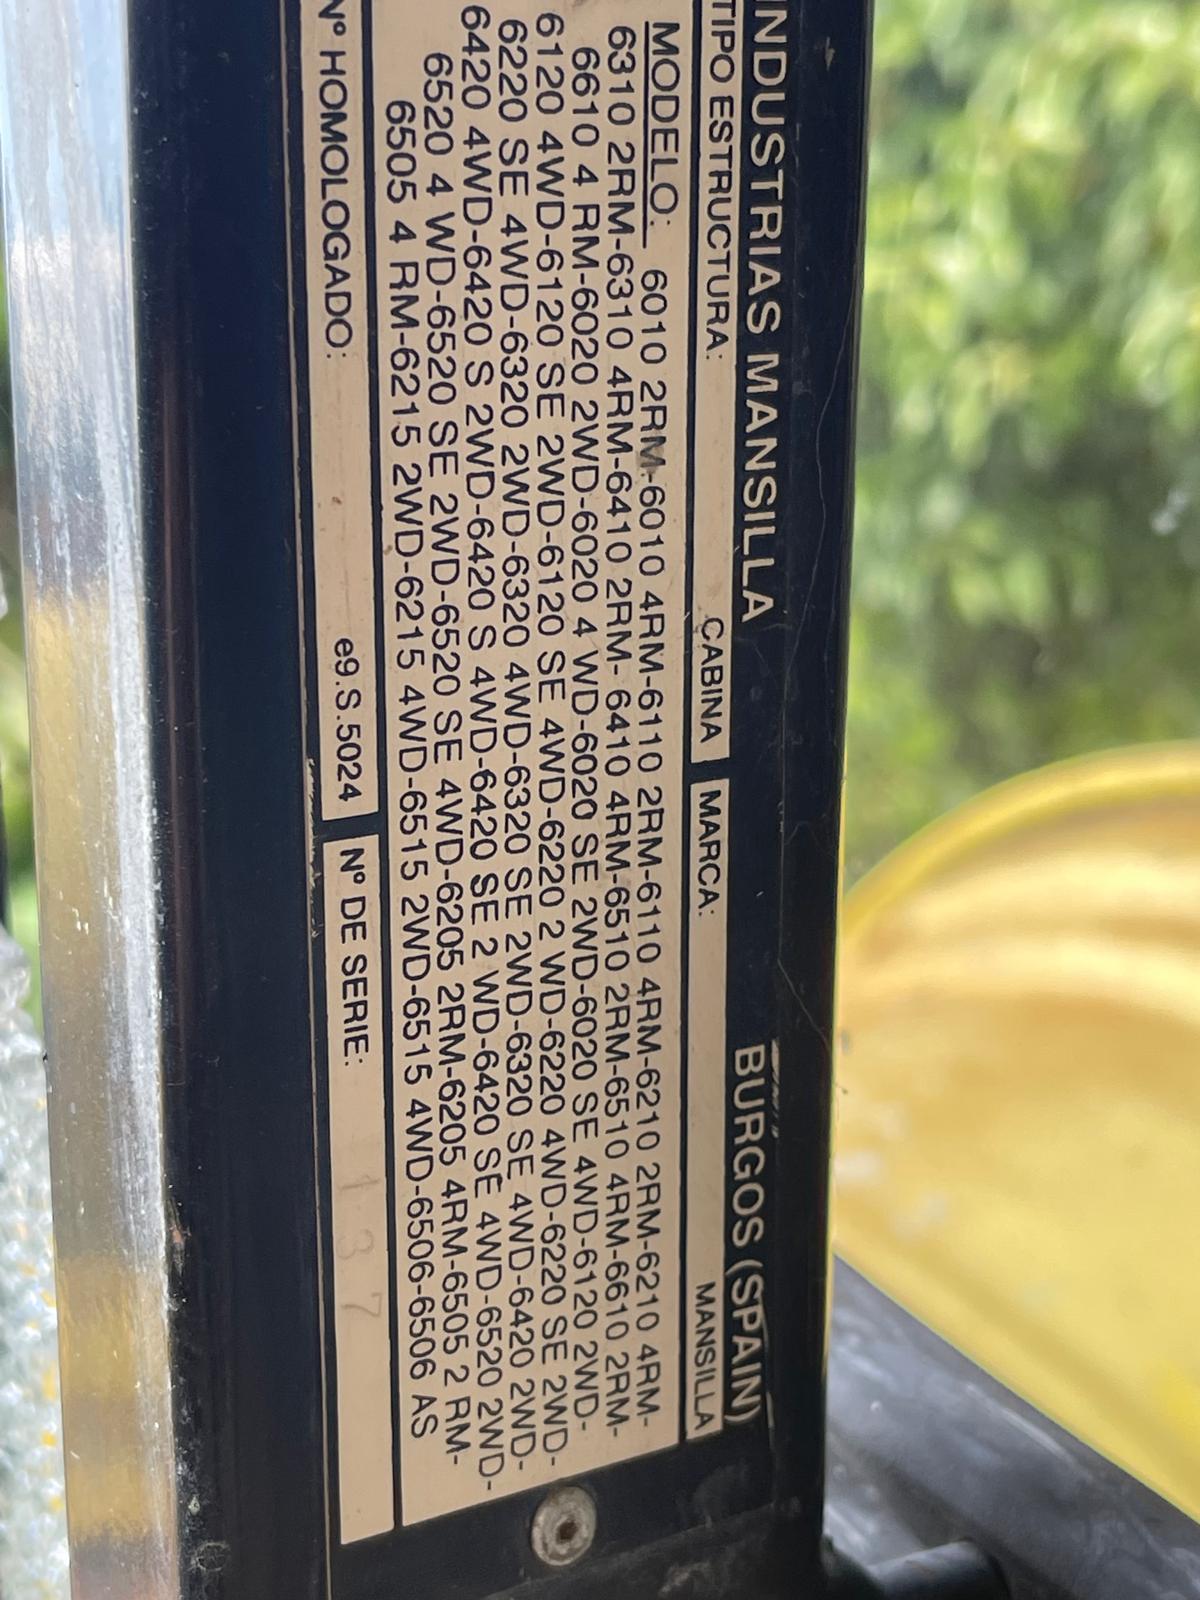 INDUSTRIAS MANSILLA BURGOS (SPAIN)
TIPO ESTRUCTURA: CABINA MARCA: MANSILLA
MODELO: 6010 2RM-6010 4RM-6110 2RM-6110 4RM-6210 2RM-6210 4RM-
6310 2RM-6310 4RM-6410 2RM- 6410 4RM-6510 2RM-6510 4RM-6610 2RM-
6610 4 RM-6020 2WD-6020 4 WD-6020 SE 2WD-6020 SE 4WD-6120 2WD-
6120 4WD-6120 SE 2WD-6120 SE 4WD-6220 2 WD-6220 4WD-6220 SE 2WD-
6220 SE 4WD-6320 2WD-6320 4WD-6320 SE 2WD-6320 SE 4WD-6420 2WD-
6420 4WD-6420 S 2WD-6420 S 4WD-6420 SE 2 WD-6420 SE 4WD-6520 2WD-
6520 4 WD-6520 SE 2WD-6520 SE 4WD-6205 2RM-6205 4RM-6505 2 RM-
6505 4 RM-6215 2WD-6215 4WD-6515 2WD-6515 4WD-6506-6506 AS
Nº HOMOLOGADO: e9.S.5024 Nº DE SERIE: 137